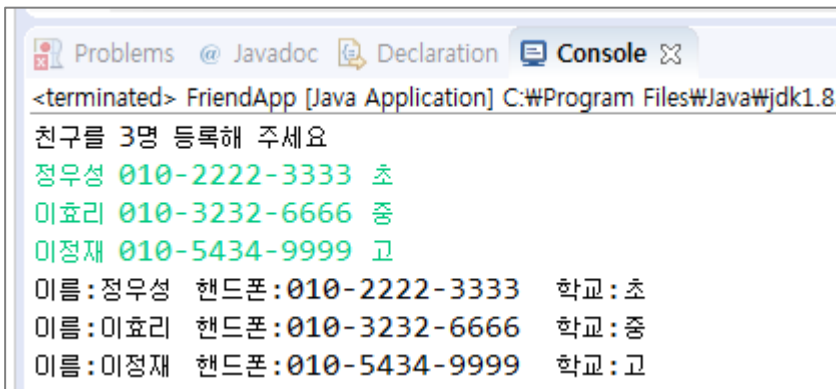 Problems @ Javadoc Declaration Console
<terminated> FriendApp [Java Application] C:₩Program Files₩Java₩jdk1.8
친구를 3명 등록해 주세요
정우성 010-2222-3333 초
이효리 010-3232-6666 중
이정재 010-5434-9999 고
이름:정우성 핸드폰:010-2222-3333 학교:초
이름:이효리 핸드폰:010-3232-6666 학교:중
이름:이정재 핸드폰:010-5434-9999 학교:고